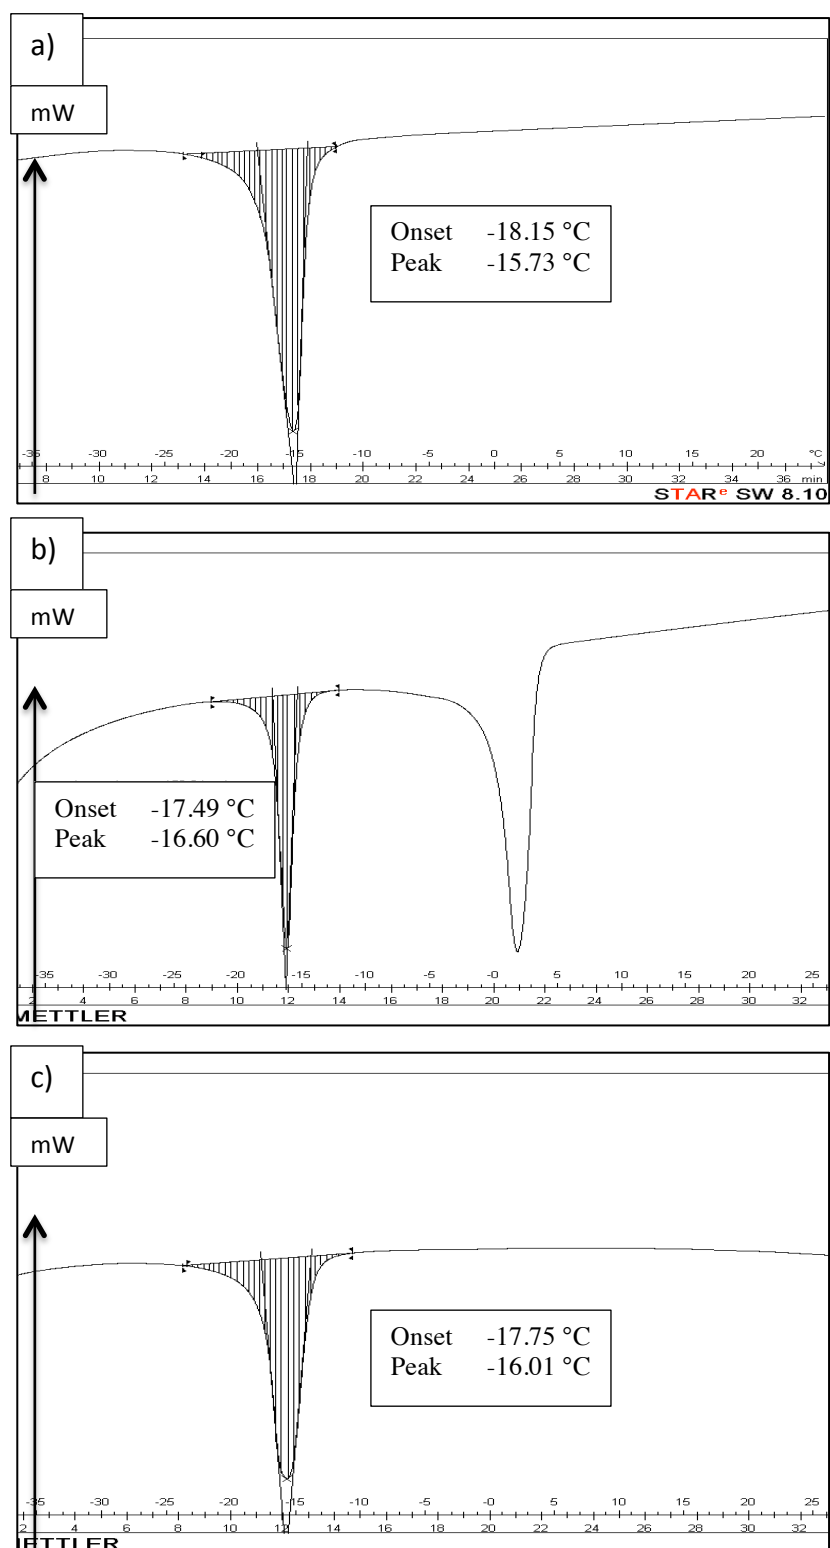 a)
mW
Onset -18.15 °C
Peak -15.73 °C
-35 -30 -20 -15 -10 -5 0 5 10 15 20 °C
8 10 12 14 16 18 20 22 24 26 28 30 32 34 36 min
STARe SW 8.10
b)
mW
Onset -17.49 °C
Peak -16.60 °C
-35 -30 -25 -20 -15 -10 -5 -0 5 10 15 20 25
2 4 6 8 10 12 14 16 18 20 22 24 26 28 30 32
METTLER
c)
mW
Onset -17.75 °C
Peak -16.01 °C
-35 -30 -25 -20 -15 -10 -5 -0 5 10 15 20 25
2 4 6 8 10 12 14 16 18 20 22 24 26 28 30 32
METTLER